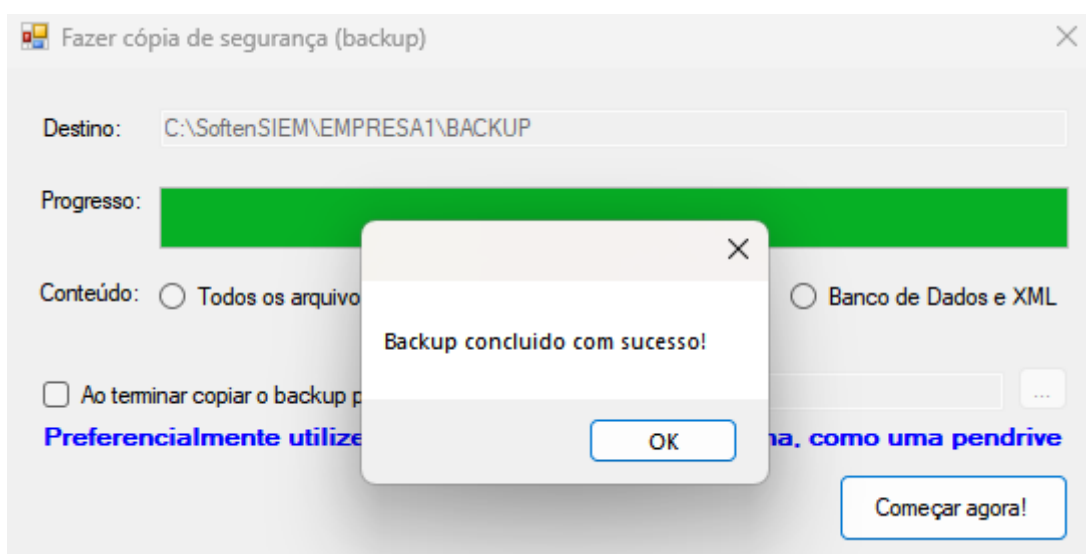 Fazer cópia de segurança (backup)
Destino: C:\SoftenSIEM\EMPRESA1\BACKUP
Progresso:
Conteúdo: Todos os arquivo Banco de Dados e XML
Backup concluido com sucesso!
Ao terminar copiar o backup ...
Preferencialmente utilize como uma pendrive
OK
Começar agora!